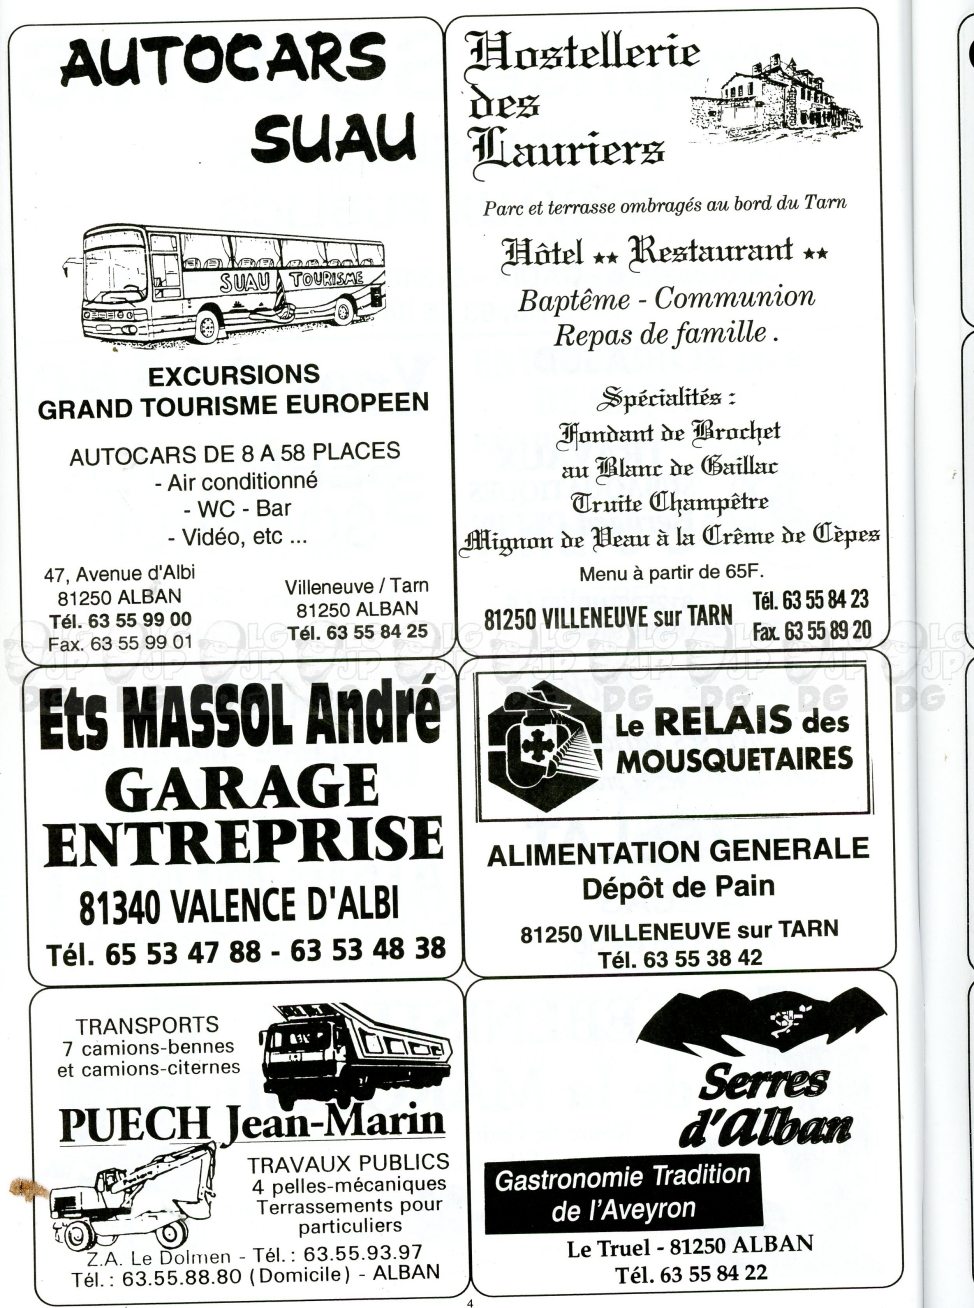 AUTOCARS
SUAU
SUAU TOURISME
EXCURSIONS
GRAND TOURISME EUROPEEN
AUTOCARS DE 8 A 58 PLACES
- Air conditionné
- WC - Bar
- Vidéo, etc ...
47, Avenue d'Albi
81250 ALBAN
Tél. 63 55 99 00
Fax. 63 55 99 01
Villeneuve / Tarn
81250 ALBAN
Tél. 63 55 84 25
Hostellerie
des
Lauriers
Parc et terrasse ombragés au bord du Tarn
Hôtel ★★ Restaurant ★★
Baptême - Communion
Repas de famille .
Spécialités :
Fondant de Brochet
au Blanc de Gaillac
Truite Champêtre
Mignon de Veau à la Crême de Cèpes
Menu à partir de 65F.
81250 VILLENEUVE sur TARN
Tél. 63 55 84 23
Fax. 63 55 89 20
Ets MASSOL André
GARAGE
ENTREPRISE
81340 VALENCE D'ALBI
Tél. 65 53 47 88 - 63 53 48 38
Le RELAIS des
MOUSQUETAIRES
ALIMENTATION GENERALE
Dépôt de Pain
81250 VILLENEUVE sur TARN
Tél. 63 55 38 42
TRANSPORTS
7 camions-bennes
et camions-citernes
PUECH Jean-Marin
TRAVAUX PUBLICS
4 pelles-mécaniques
Terrassements pour
particuliers
Z.A. Le Dolmen - Tél. : 63.55.93.97
Tél. : 63.55.88.80 (Domicile) - ALBAN
Serres
d'Alban
Gastronomie Tradition
de l'Aveyron
Le Truel - 81250 ALBAN
Tél. 63 55 84 22
4